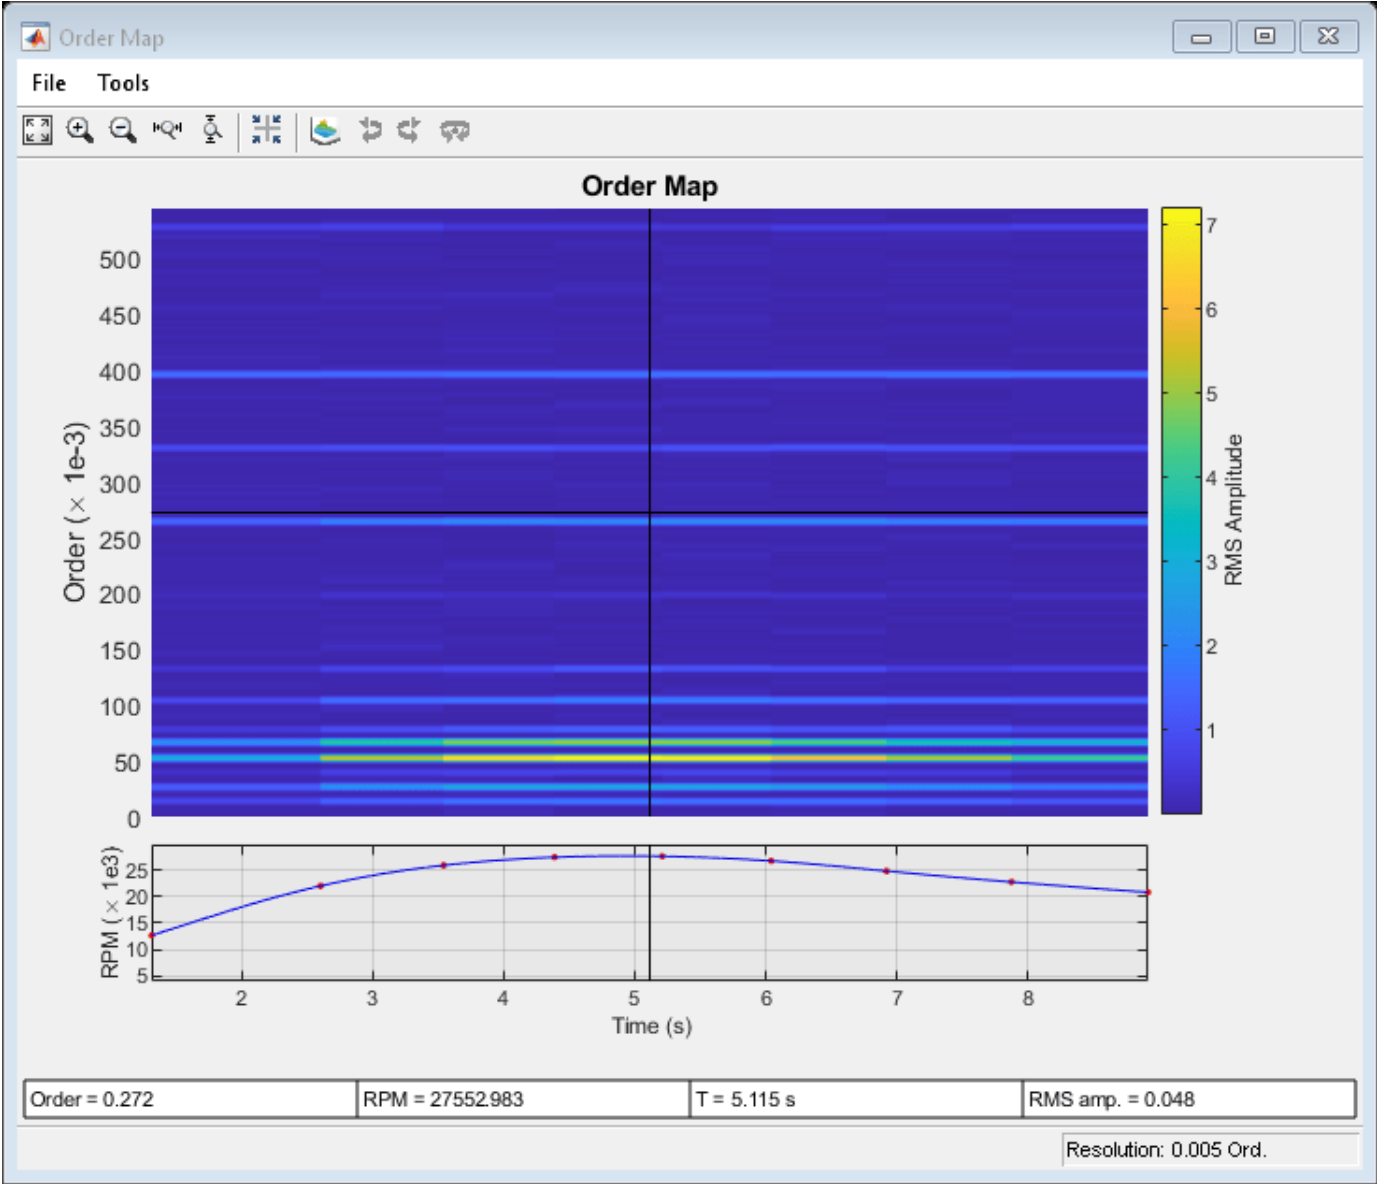 Order Map
File Tools
Order Map
500
450
400
350
300
250
200
150
100
50
0
Order (× 1e-3)
7
6
5
4
3
2
1
RMS Amplitude
25
20
15
10
5
RPM (× 1e3)
2 3 4 5 6 7 8
Time (s)
Order = 0.272 RPM = 27552.983 T = 5.115 s RMS amp. = 0.048
Resolution: 0.005 Ord.